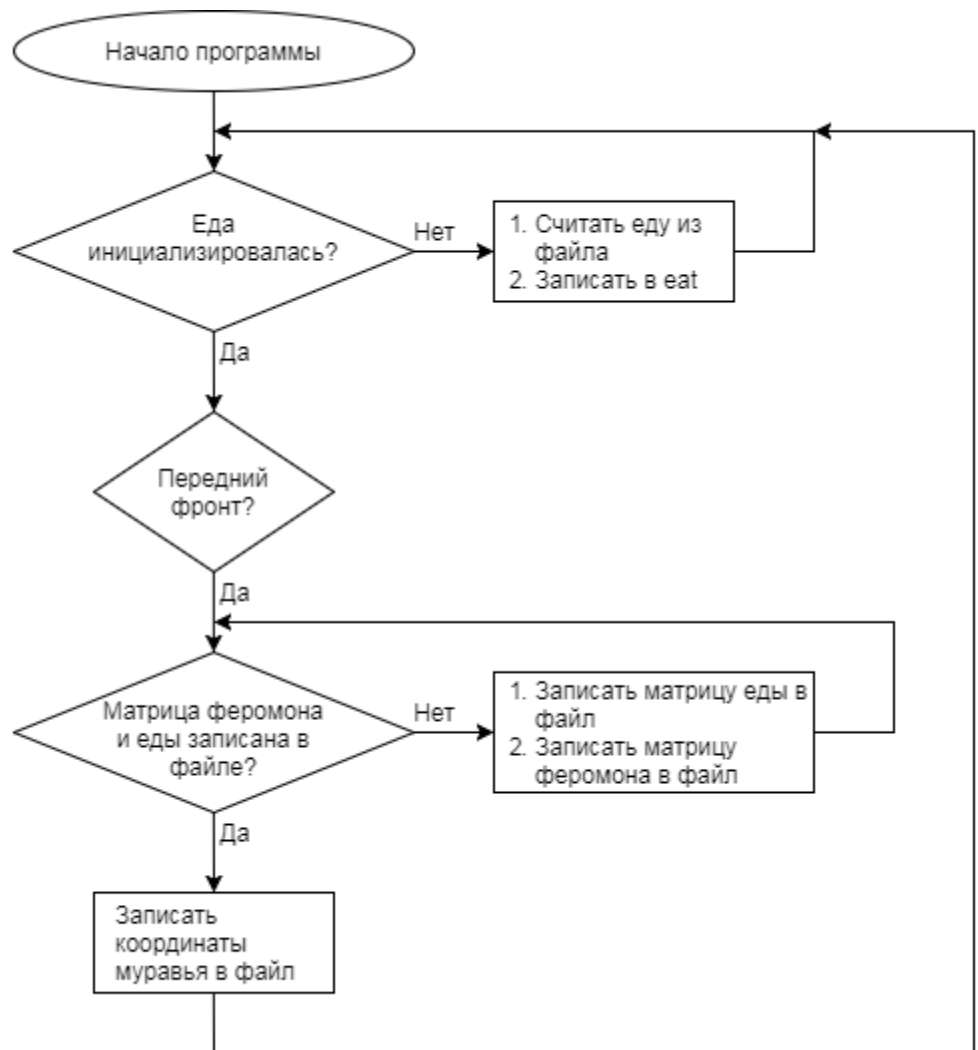 Начало программы
Еда
инициализировалась?
Нет
1. Считать еду из
файла
2. Записать в eat
Да
Передний
фронт?
Да
Матрица феромона
и еды записана в
файле?
Нет
1. Записать матрицу еды в
файл
2. Записать матрицу
феромона в файл
Да
Записать
координаты
муравья в файл